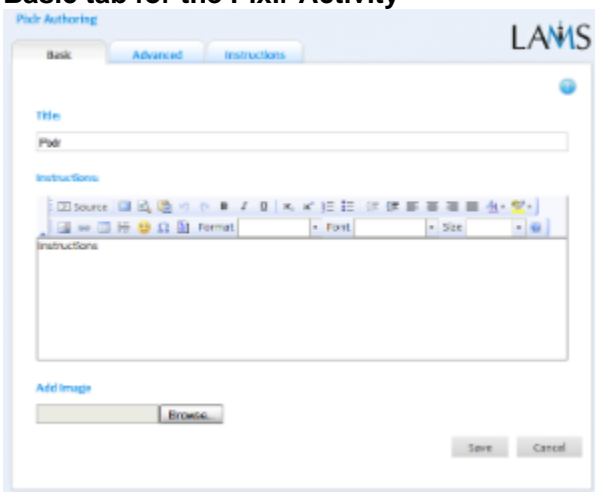 Basic tab for the Pixlr Activity
Pixlr Authoring
LAMS
Basic Advanced Instructions
Title:
Pixlr
Instructions:
Source B I U
Format Font Size
Instructions
Add Image
Browse...
Save Cancel